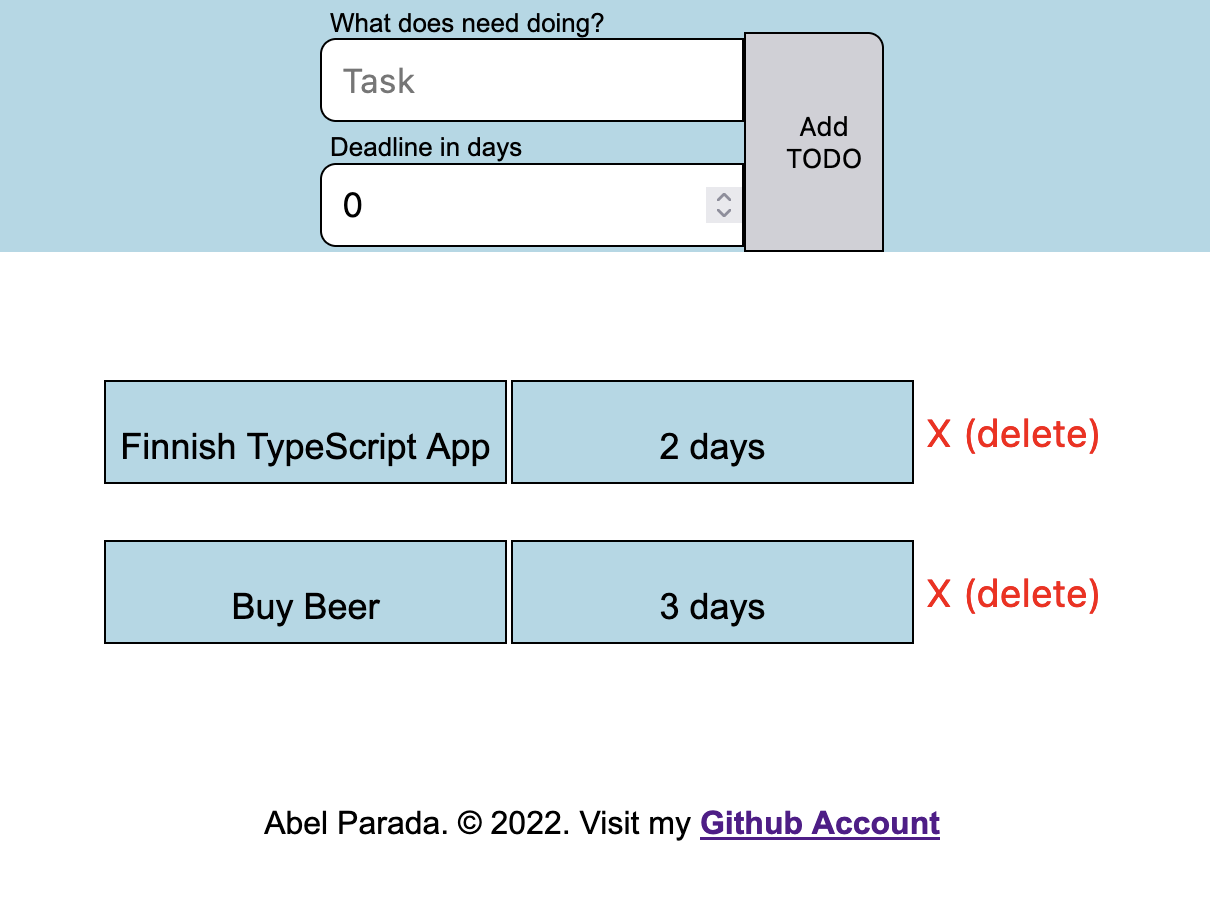 What does need doing?
Task
Add
TODO
Deadline in days
0
Finnish TypeScript App 2 days X (delete)
Buy Beer 3 days X (delete)
Abel Parada. © 2022. Visit my Github Account